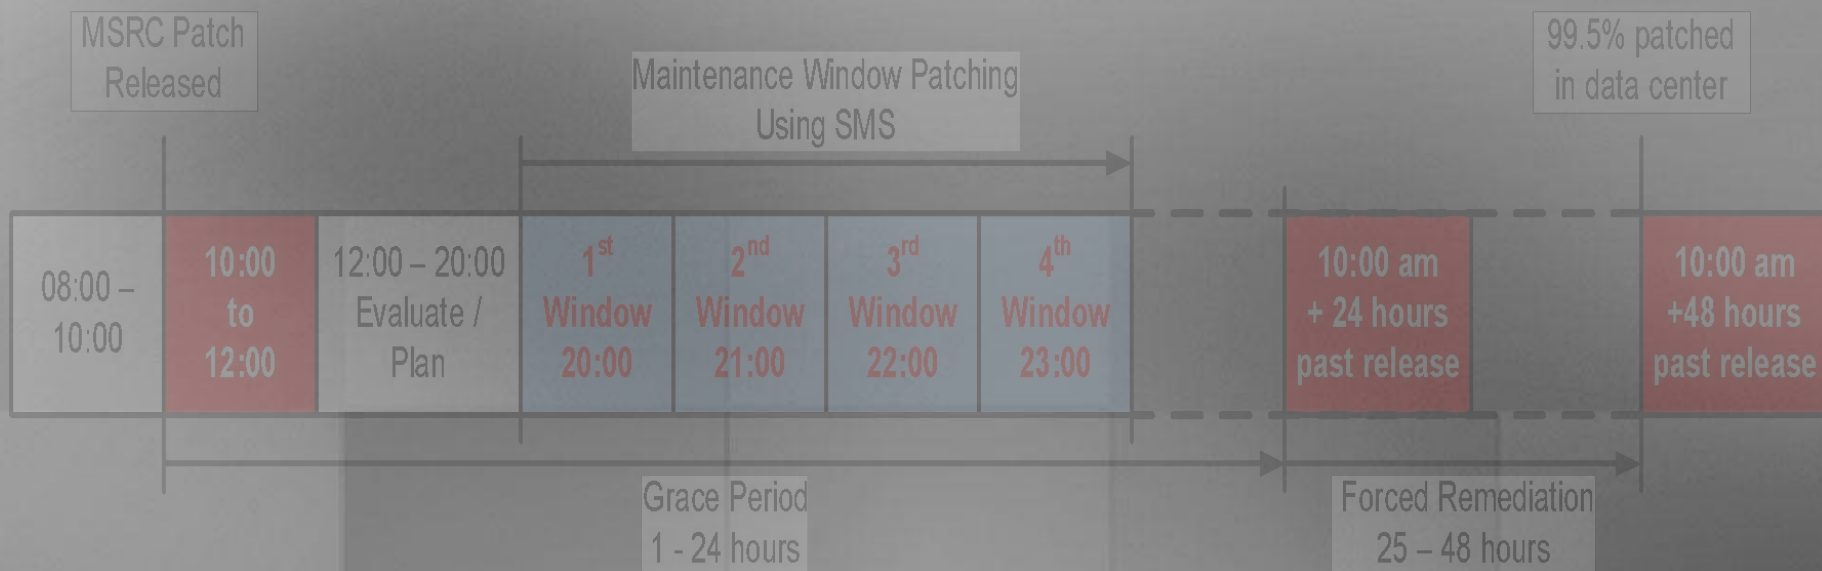 MSRC Patch
Released
Maintenance Window Patching
Using SMS
99.5% patched
in data center
08:00 –
10:00
10:00
to
12:00
12:00 – 20:00
Evaluate /
Plan
1st
Window
20:00
2nd
Window
21:00
3rd
Window
22:00
4th
Window
23:00
10:00 am
+ 24 hours
past release
10:00 am
+48 hours
past release
Grace Period
1 - 24 hours
Forced Remediation
25 – 48 hours